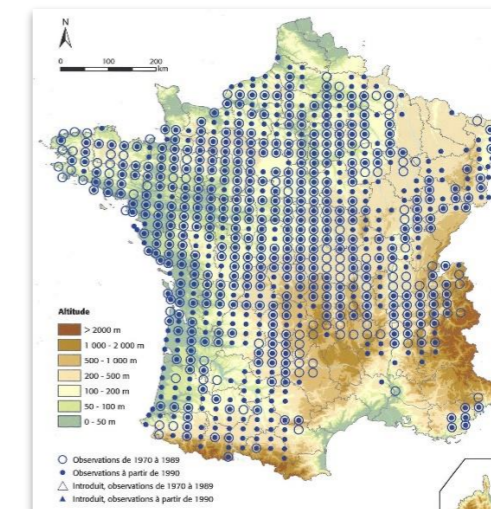 N
0 100 200
km
Altitude
> 2000 m
1 000 - 2 000 m
500 - 1 000 m
200 - 500 m
100 - 200 m
50 - 100 m
0 - 50 m
Observations de 1970 à 1989
Observations à partir de 1990
Introduit, observations de 1970 à 1989
Introduit, observations à partir de 1990